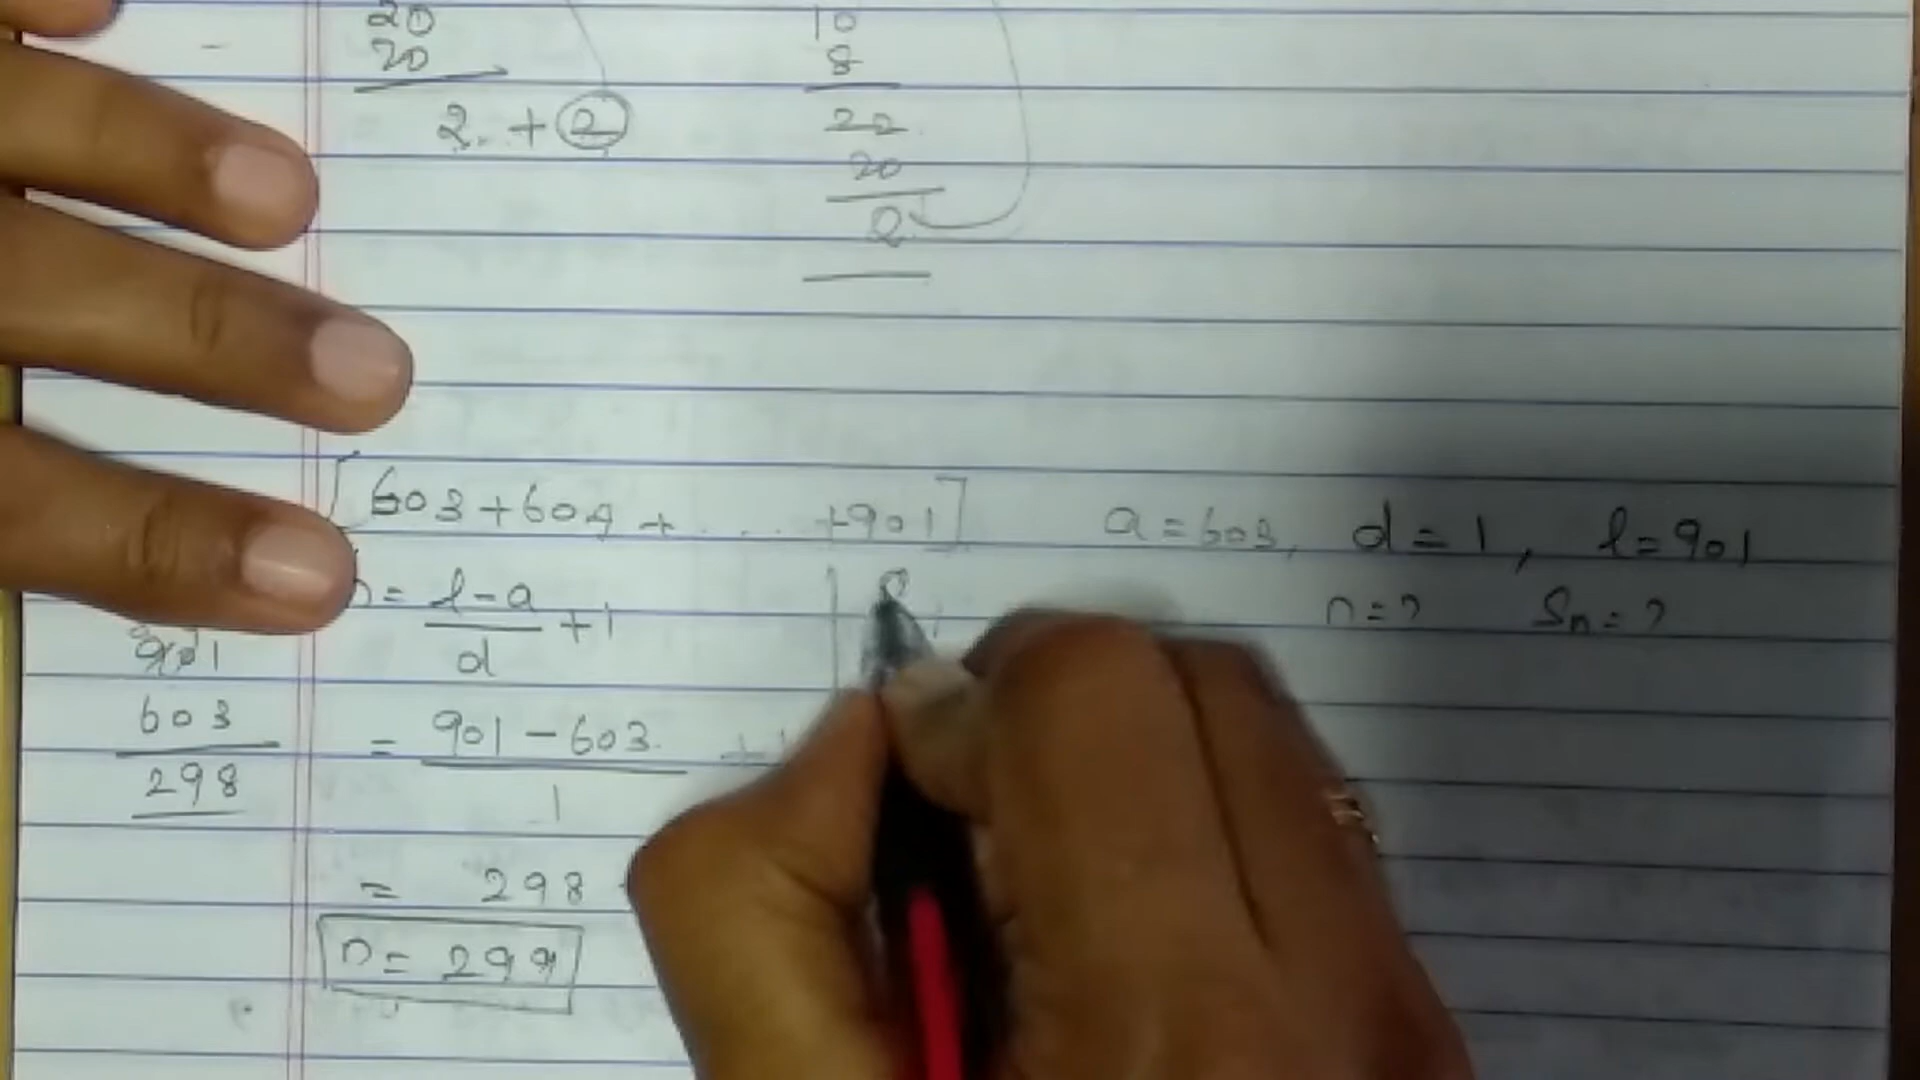 20
20
2 + 2
10
8
22
20
2
[603+604 + .... +901] a=603, d=1, l=901
n = l-a/d +1 n=? Sn=?
901
603
298
= 901-603/1 +1
= 298
n = 299